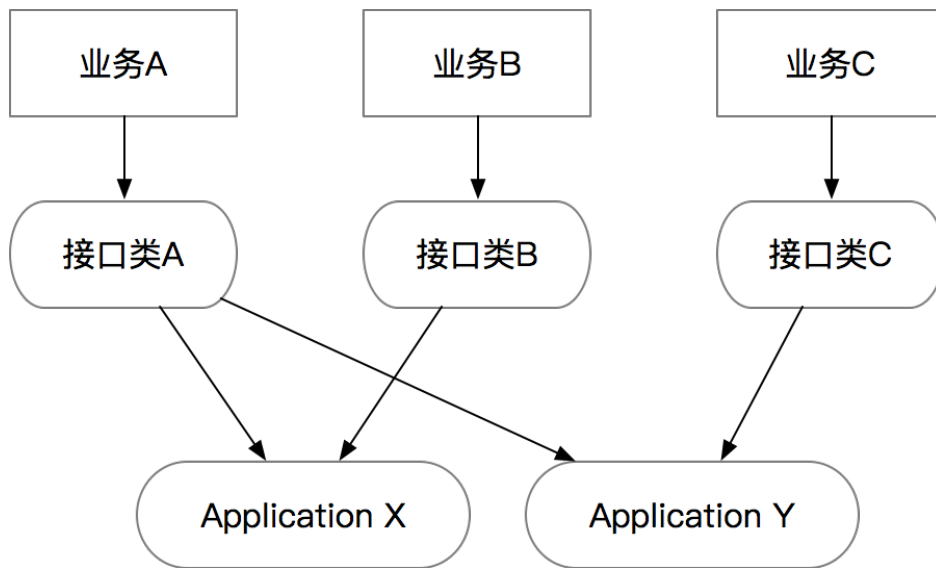 业务A
业务B
业务C
接口类A
接口类B
接口类C
Application X
Application Y